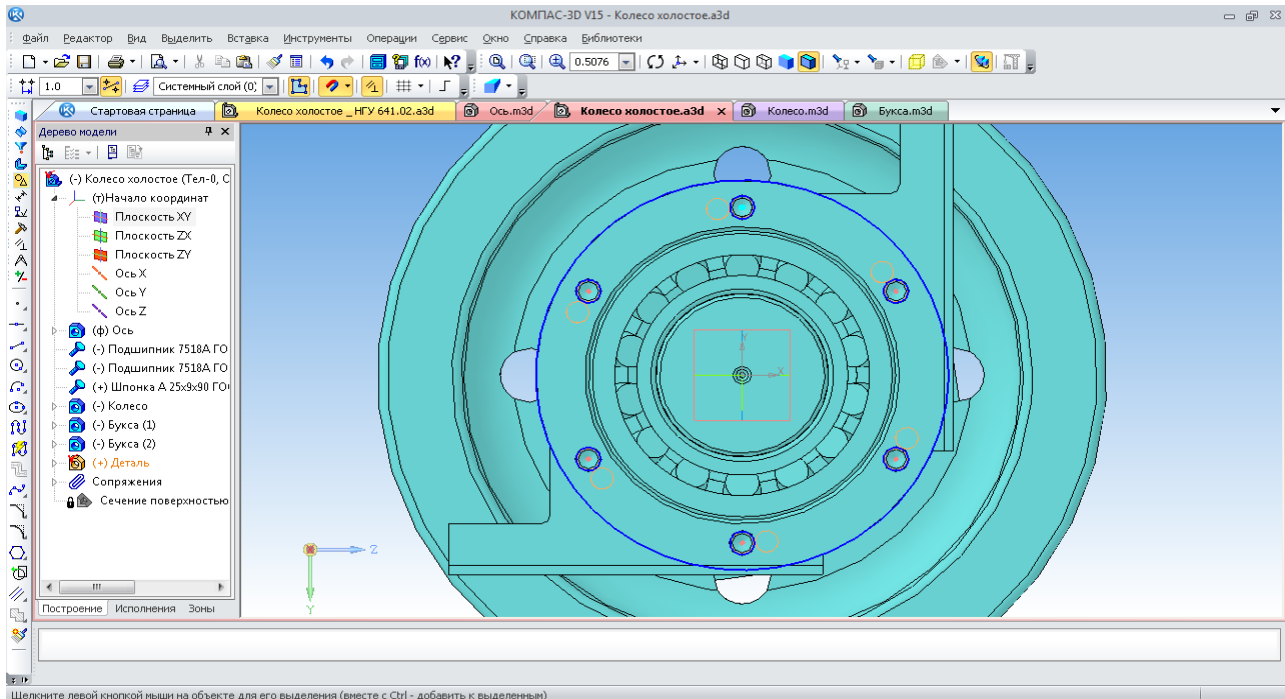 КОМПАС-3D V15 - Колесо холостое.a3d
Файл Редактор Вид Выделить Вставка Инструменты Операции Сервис Окно Справка Библиотеки
0.5076
1.0 Системный слой (0)
Стартовая страница Колесо холостое _ НГУ 641.02.a3d Ось.m3d Колесо холостое.a3d Колесо.m3d Букса.m3d
Дерево модели
(-) Колесо холостое (Тел-0, С
(т)Начало координат
Плоскость XY
Плоскость ZX
Плоскость ZY
Ось X
Ось Y
Ось Z
(ф) Ось
(-) Подшипник 7518А ГО
(-) Подшипник 7518А ГО
(+) Шпонка А 25х9х90 ГО
(-) Колесо
(-) Букса (1)
(-) Букса (2)
(+) Деталь
Сопряжения
Сечение поверхностью
Y
X
Z
Y
Построение Исполнения Зоны
Щелкните левой кнопкой мыши на объекте для его выделения (вместе с Ctrl - добавить к выделенным)